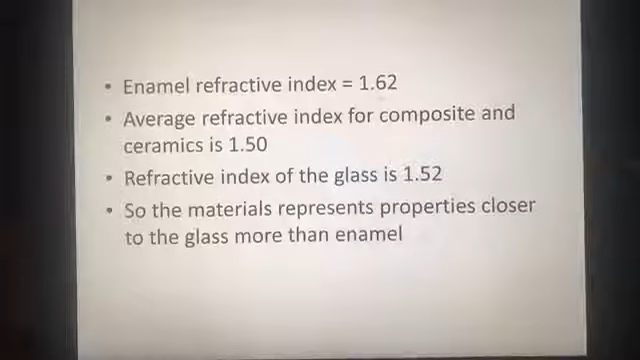 • Enamel refractive index = 1.62
• Average refractive index for composite and
ceramics is 1.50
• Refractive index of the glass is 1.52
• So the materials represents properties closer
to the glass more than enamel